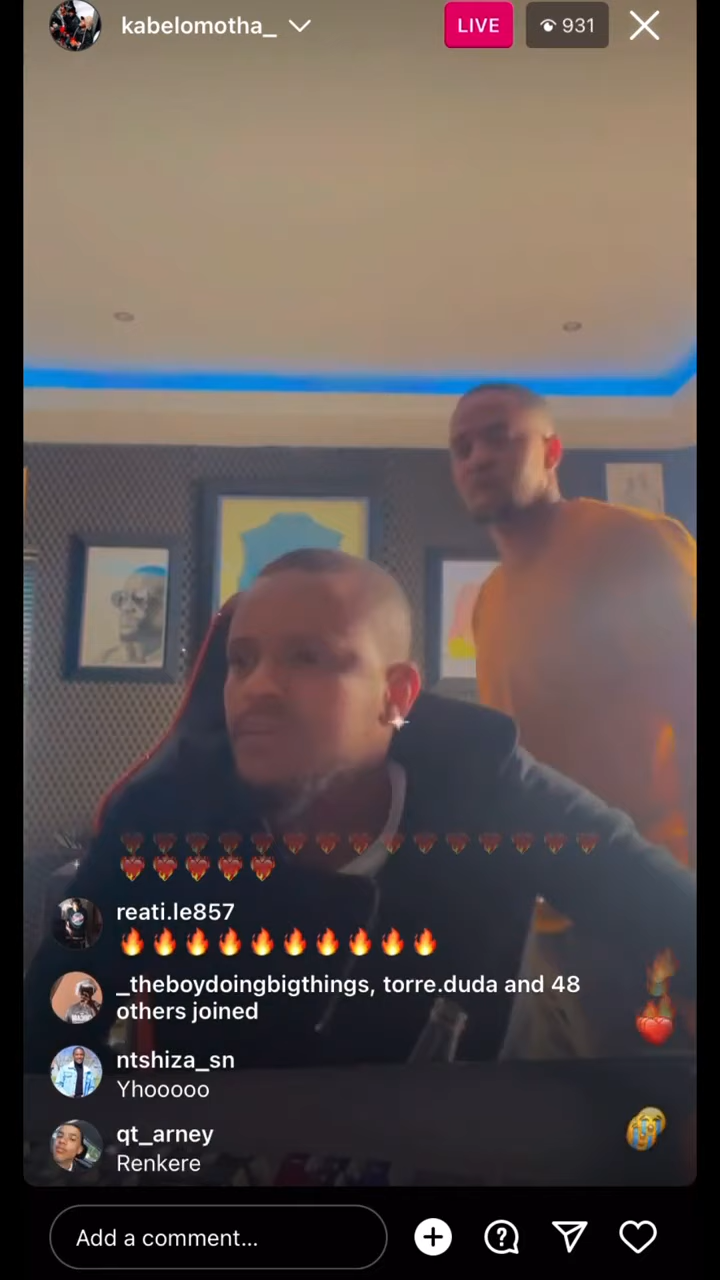 kabelomotha_
LIVE
931
reati.le857
🔥🔥🔥🔥🔥🔥🔥🔥🔥🔥
_theboydoingbigthings, torre.duda and 48
others joined
ntshiza_sn
Yhooooo
qt_arney
Renkere
Add a comment...